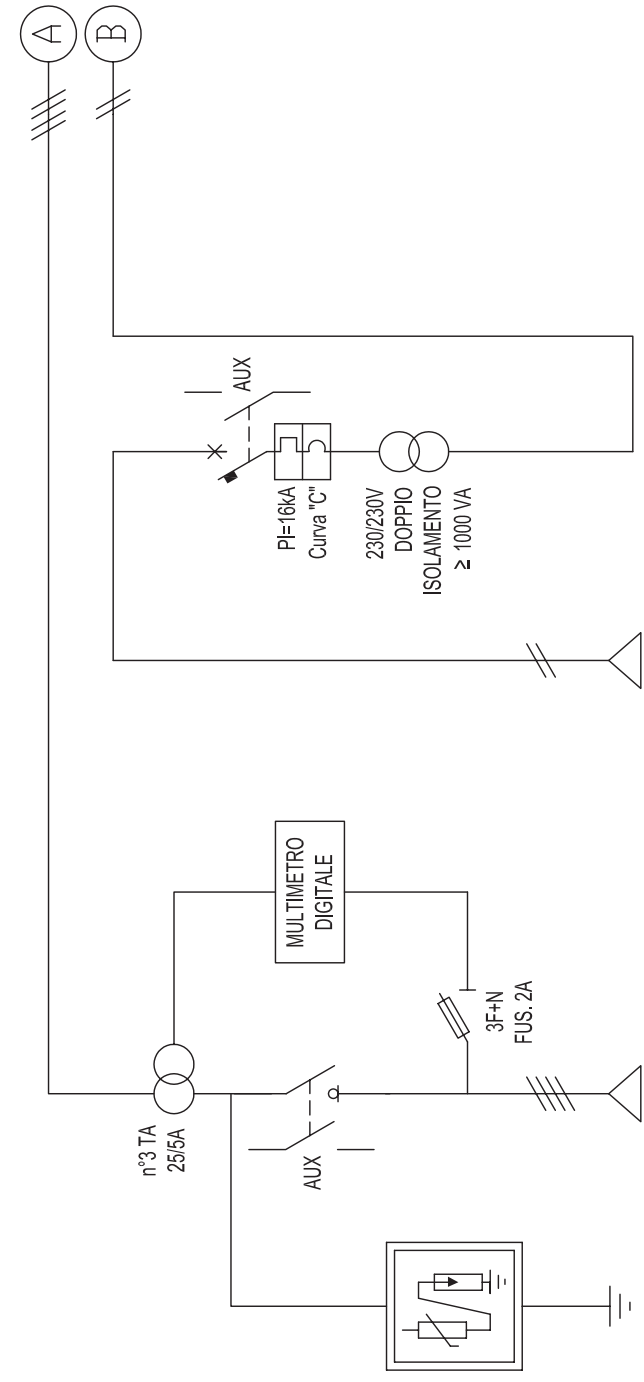 A
B
AUX
PI=16kA
Curva "C"
230/230V
DOPPIO
ISOLAMENTO
≥ 1000 VA
MULTIMETRO
DIGITALE
n°3 TA
25/5A
3F+N
FUS. 2A
AUX